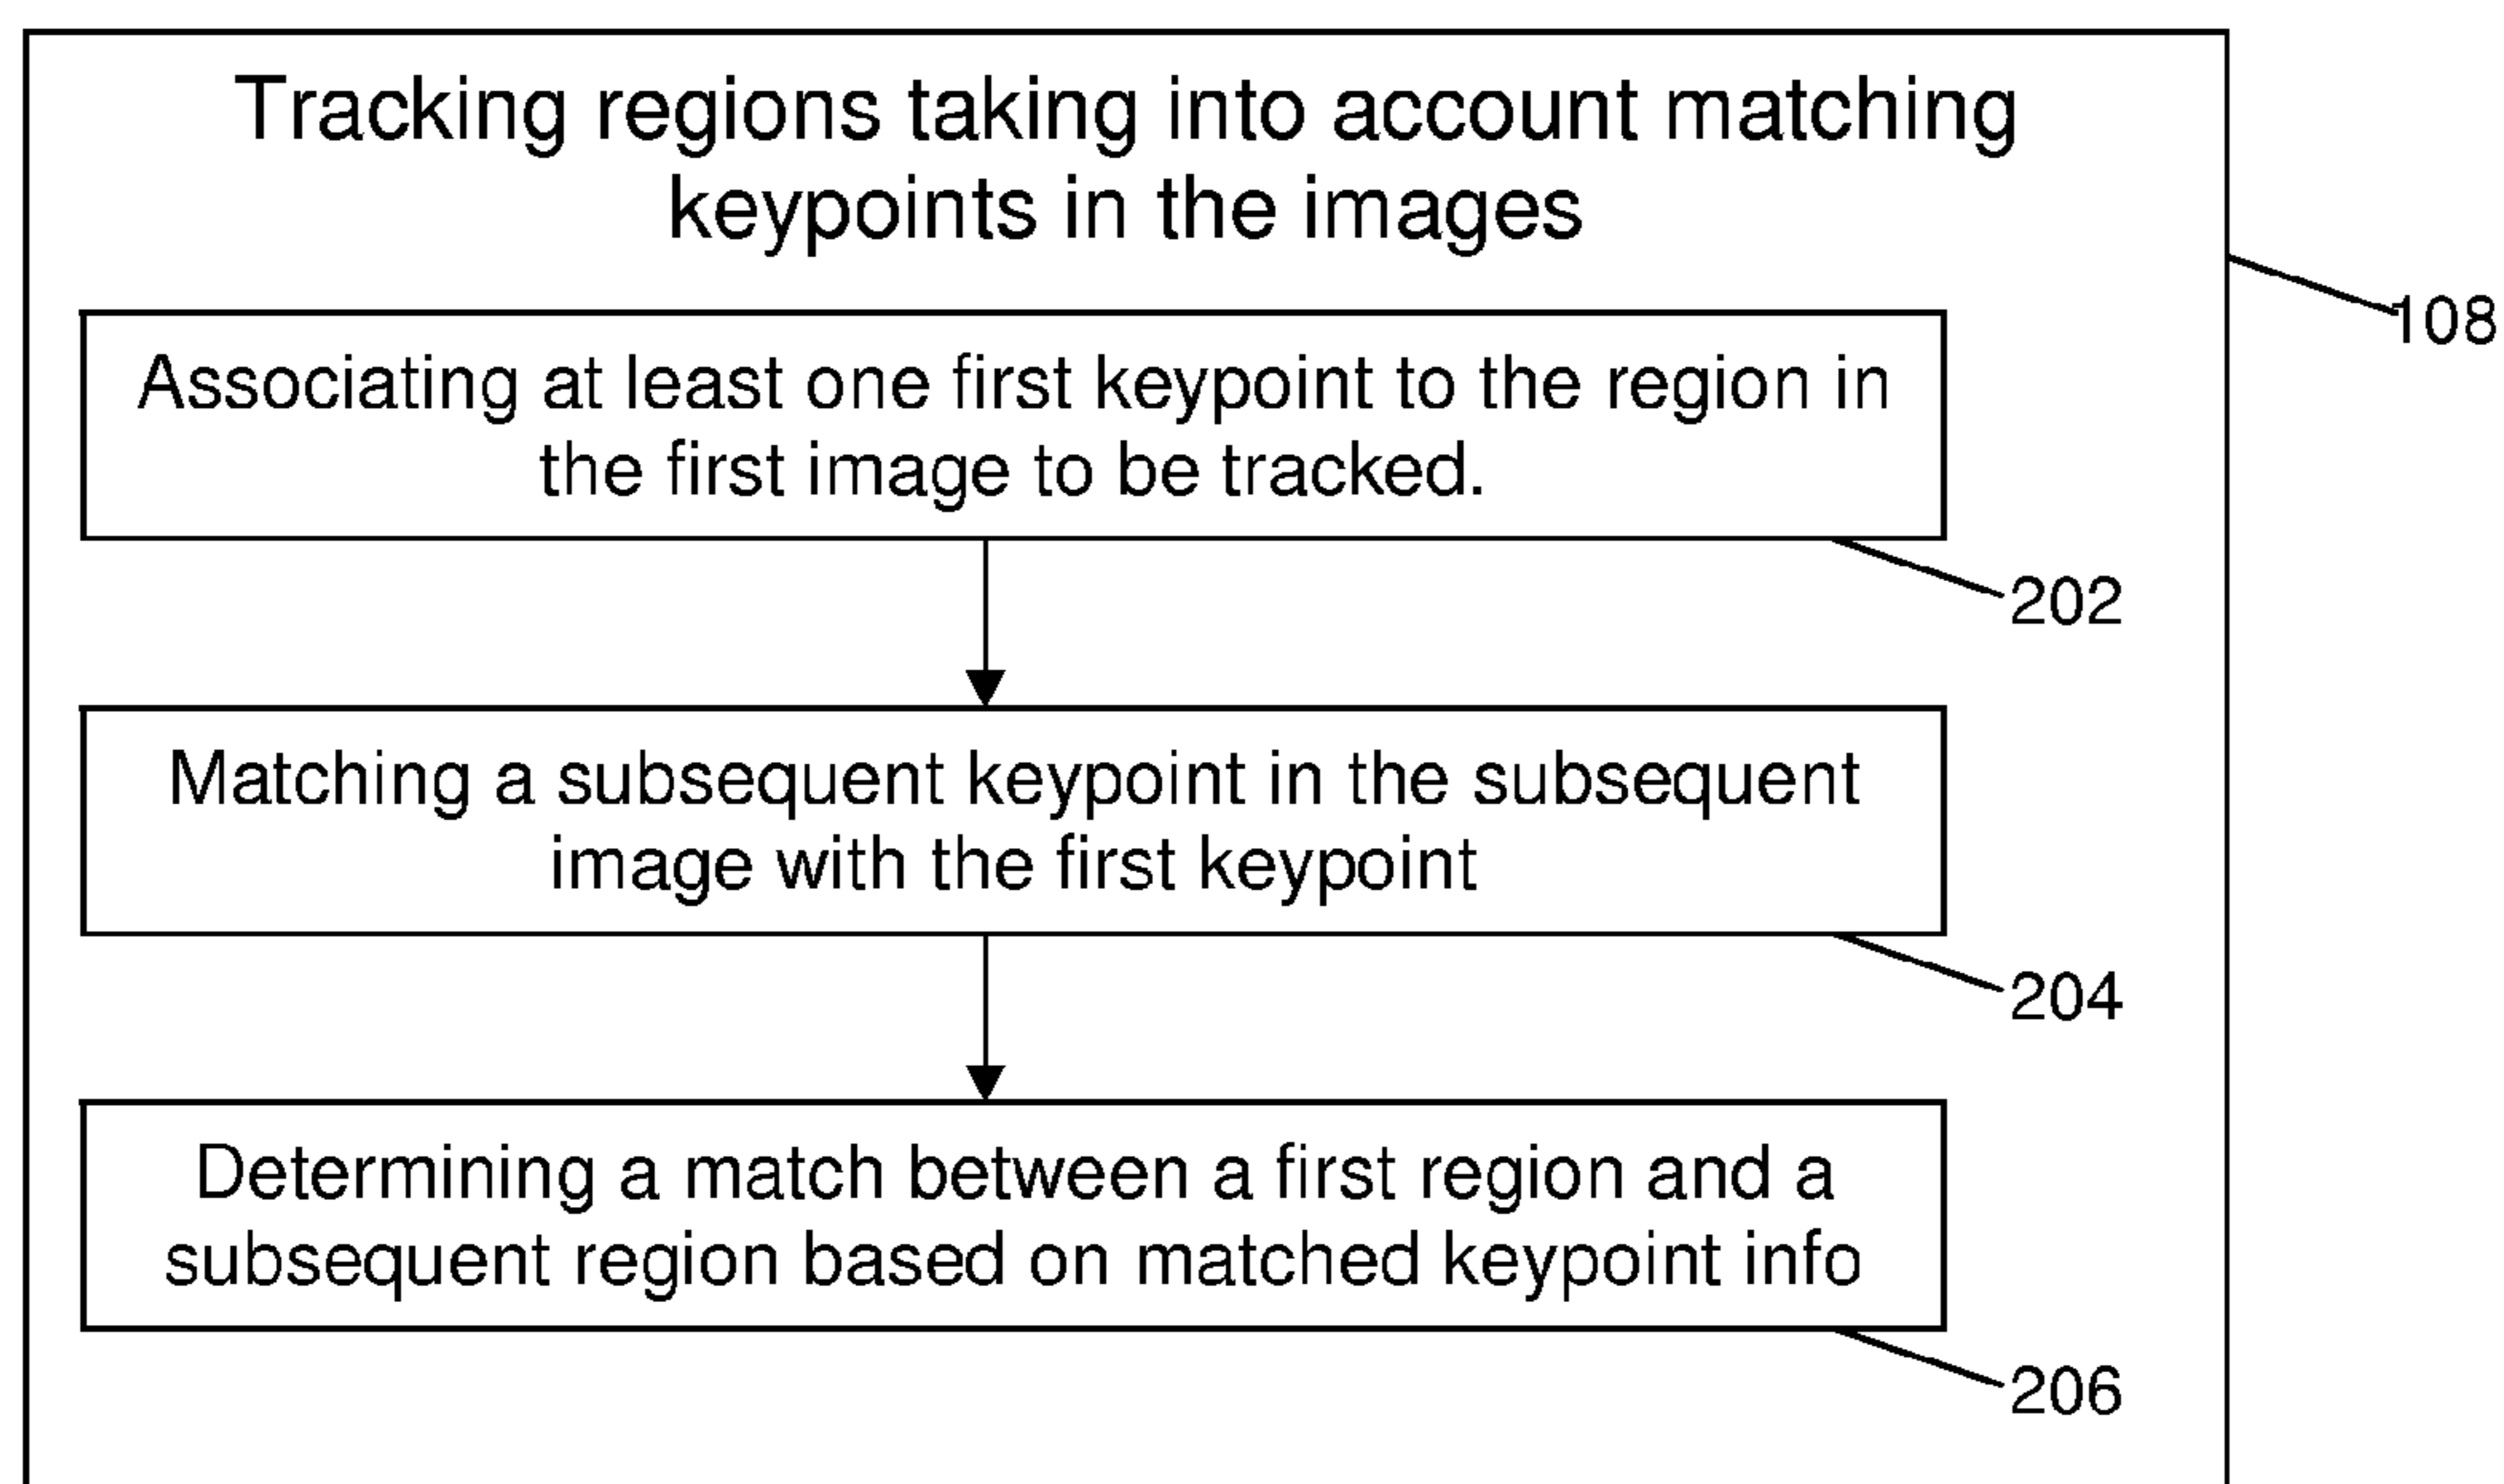 Tracking regions taking into account matching
keypoints in the images
108
Associating at least one first keypoint to the region in
the first image to be tracked.
202
Matching a subsequent keypoint in the subsequent
image with the first keypoint
204
Determining a match between a first region and a
subsequent region based on matched keypoint info
206